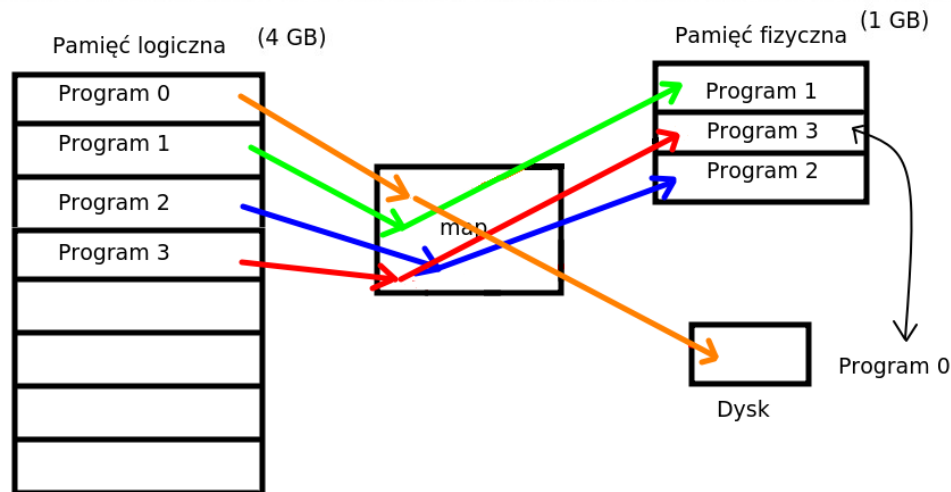 Pamięć logiczna (4 GB)
Program 0
Program 1
Program 2
Program 3
map
Pamięć fizyczna (1 GB)
Program 1
Program 3
Program 2
Program 0
Dysk